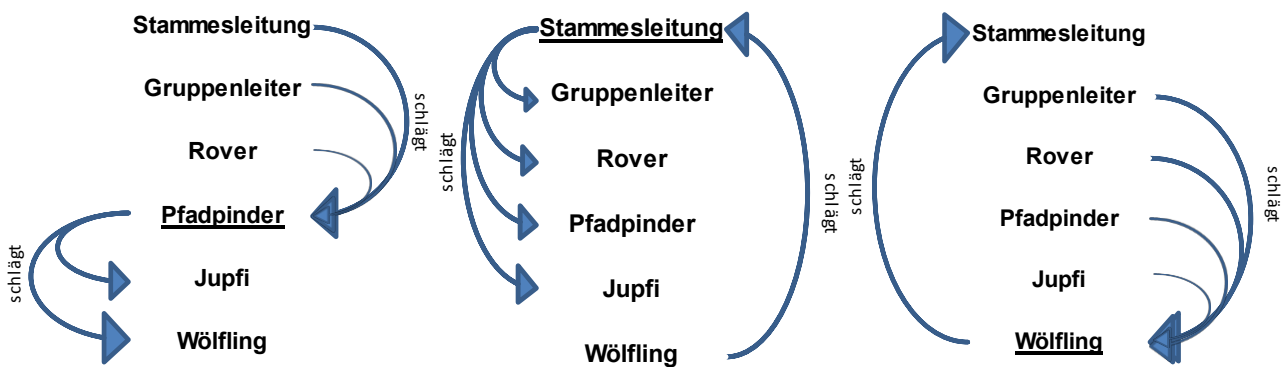 Stammesleitung
Gruppenleiter
Rover
Pfadpinder
Jupfi
Wölfling
schlägt
schlägt
Stammesleitung
Gruppenleiter
Rover
Pfadpinder
Jupfi
Wölfling
schlägt
schlägt
Stammesleitung
Gruppenleiter
Rover
Pfadpinder
Jupfi
Wölfling
schlägt
schlägt